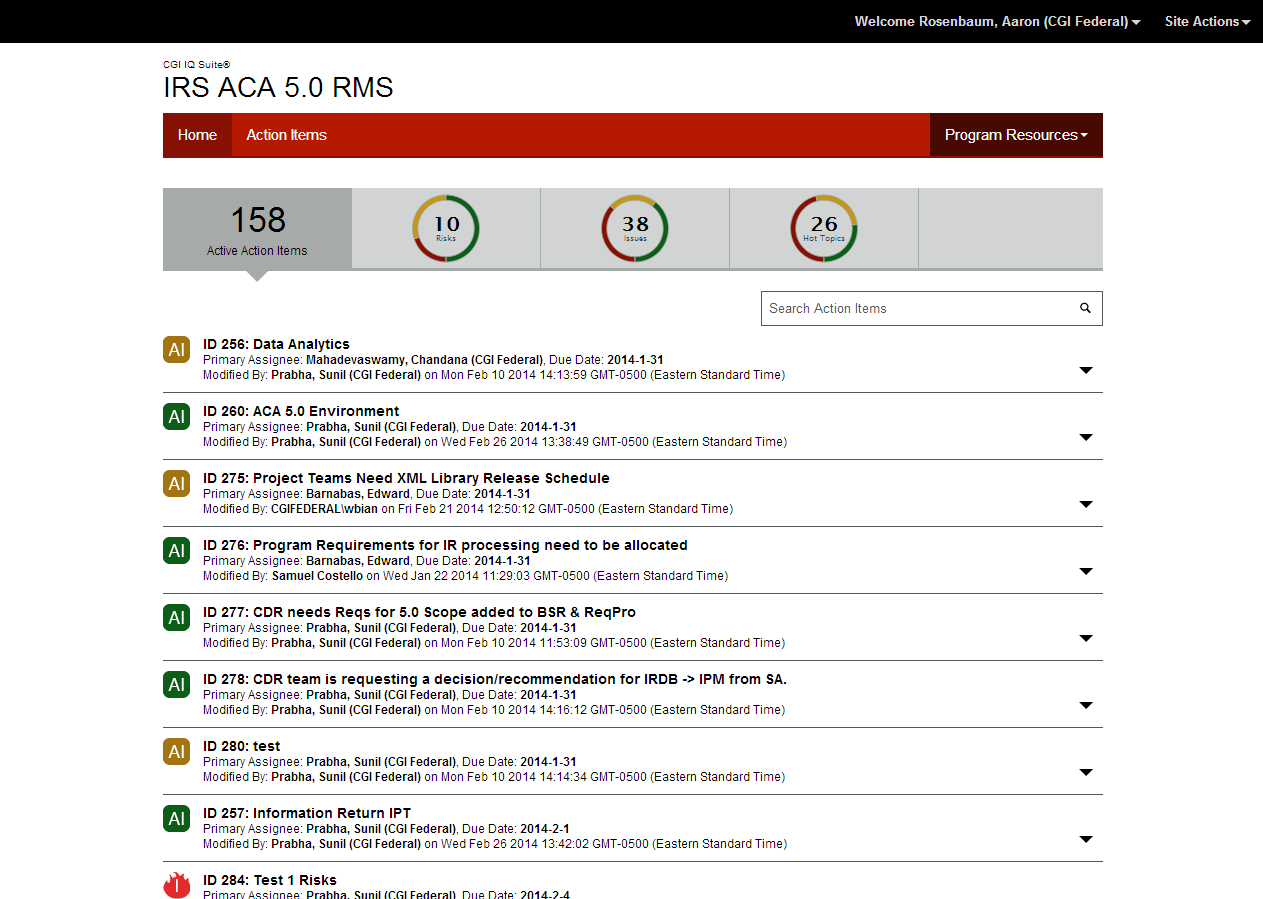 Welcome Rosenbaum, Aaron (CGI Federal) Site Actions
CGI IQ Suite®
IRS ACA 5.0 RMS
Home Action Items Program Resources
158
Active Action Items
10
Risks
38
Issues
26
Hot Topics
Search Action Items
AI
ID 256: Data Analytics
Primary Assignee: Mahadevaswamy, Chandana (CGI Federal), Due Date: 2014-1-31
Modified By: Prabha, Sunil (CGI Federal) on Mon Feb 10 2014 14:13:59 GMT-0500 (Eastern Standard Time)
AI
ID 260: ACA 5.0 Environment
Primary Assignee: Prabha, Sunil (CGI Federal), Due Date: 2014-1-31
Modified By: Prabha, Sunil (CGI Federal) on Wed Feb 26 2014 13:38:49 GMT-0500 (Eastern Standard Time)
AI
ID 275: Project Teams Need XML Library Release Schedule
Primary Assignee: Barnabas, Edward, Due Date: 2014-1-31
Modified By: CGIFEDERAL\wbian on Fri Feb 21 2014 12:50:12 GMT-0500 (Eastern Standard Time)
AI
ID 276: Program Requirements for IR processing need to be allocated
Primary Assignee: Barnabas, Edward, Due Date: 2014-1-31
Modified By: Samuel Costello on Wed Jan 22 2014 11:29:03 GMT-0500 (Eastern Standard Time)
AI
ID 277: CDR needs Reqs for 5.0 Scope added to BSR & ReqPro
Primary Assignee: Prabha, Sunil (CGI Federal), Due Date: 2014-1-31
Modified By: Prabha, Sunil (CGI Federal) on Mon Feb 10 2014 11:53:09 GMT-0500 (Eastern Standard Time)
AI
ID 278: CDR team is requesting a decision/recommendation for IRDB -> IPM from SA.
Primary Assignee: Prabha, Sunil (CGI Federal), Due Date: 2014-1-31
Modified By: Prabha, Sunil (CGI Federal) on Mon Feb 10 2014 14:16:12 GMT-0500 (Eastern Standard Time)
AI
ID 280: test
Primary Assignee: Prabha, Sunil (CGI Federal), Due Date: 2014-1-31
Modified By: Prabha, Sunil (CGI Federal) on Mon Feb 10 2014 14:14:34 GMT-0500 (Eastern Standard Time)
AI
ID 257: Information Return IPT
Primary Assignee: Prabha, Sunil (CGI Federal), Due Date: 2014-2-1
Modified By: Prabha, Sunil (CGI Federal) on Wed Feb 26 2014 13:42:02 GMT-0500 (Eastern Standard Time)
I
ID 284: Test 1 Risks
Primary Assignee: Prabha, Sunil (CGI Federal), Due Date: 2014-2-4